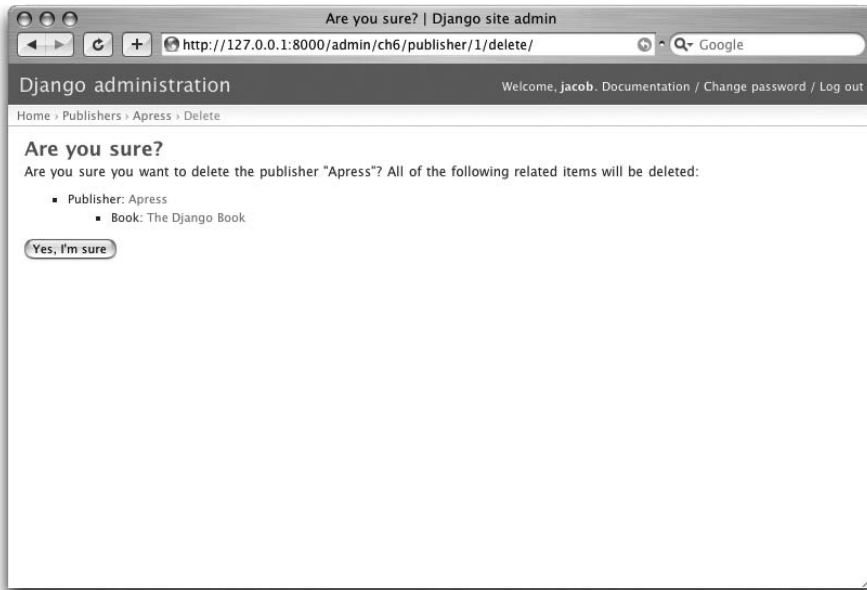 Are you sure? | Django site admin
http://127.0.0.1:8000/admin/ch6/publisher/1/delete/
Google
Django administration
Welcome, jacob. Documentation / Change password / Log out
Home › Publishers › Apress › Delete
Are you sure?
Are you sure you want to delete the publisher "Apress"? All of the following related items will be deleted:
Publisher: Apress
Book: The Django Book
Yes, I'm sure